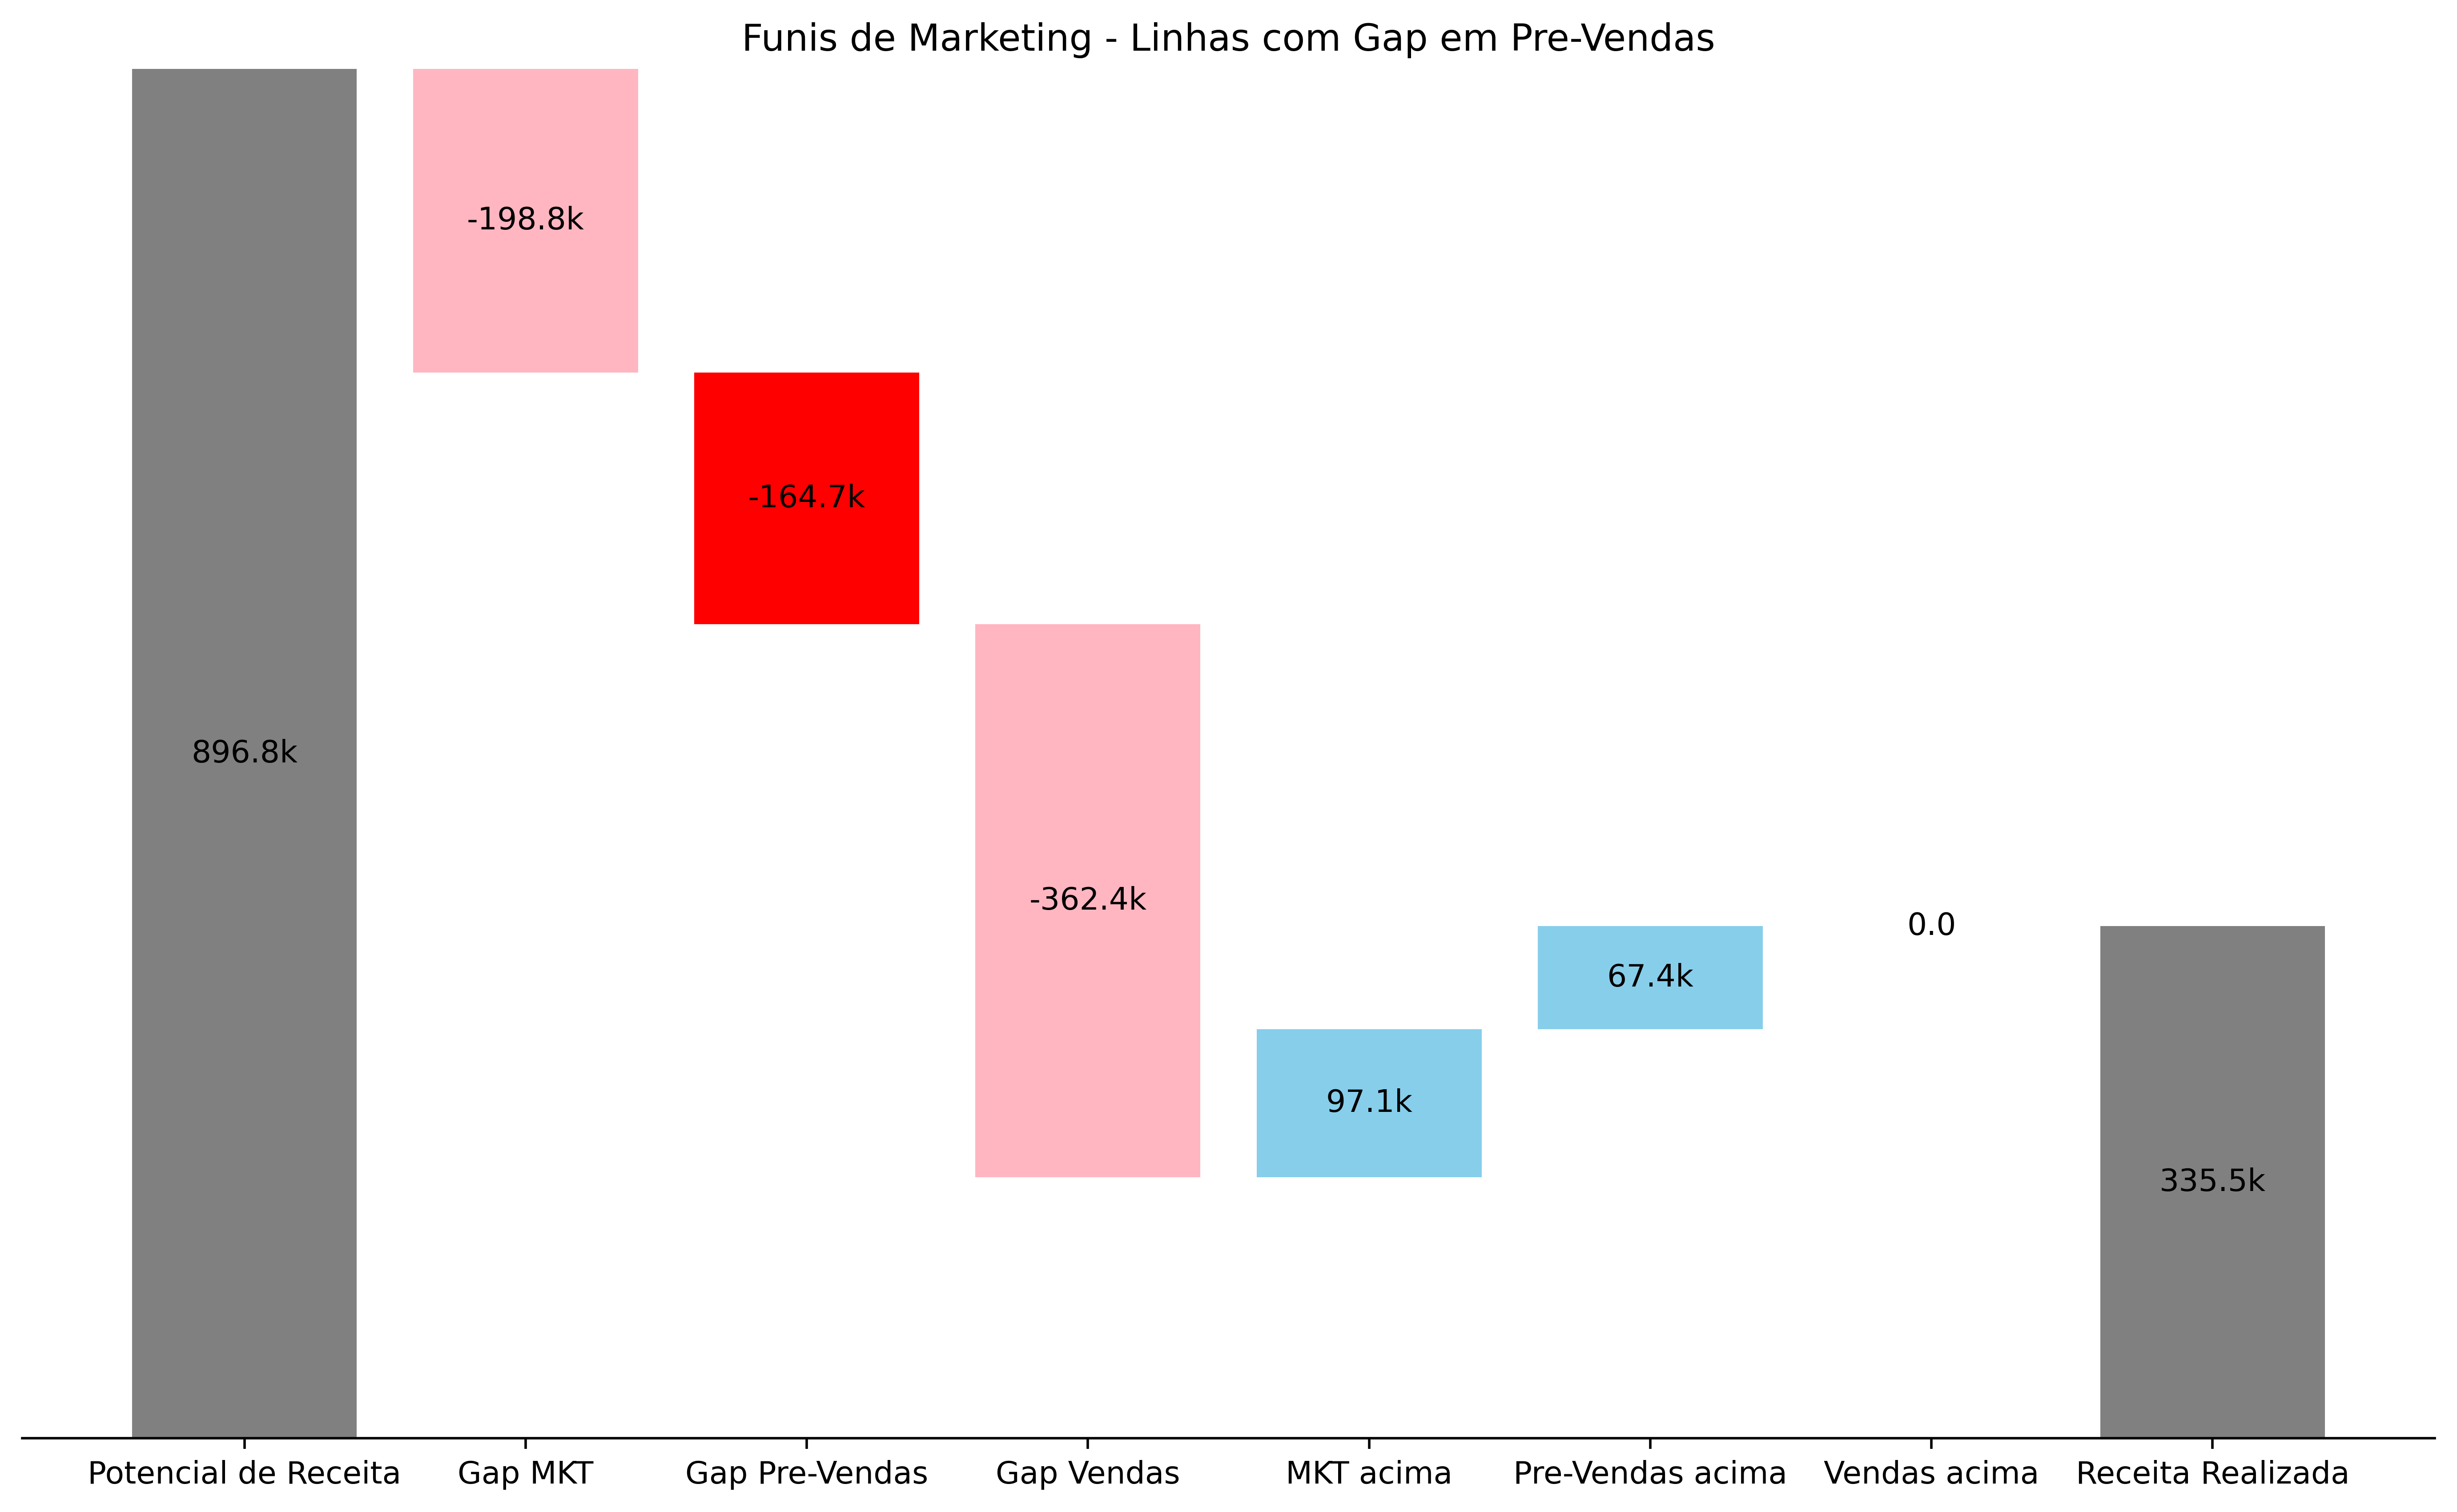 Funis de Marketing - Linhas com Gap em Pre-Vendas
-198.8k
-164.7k
896.8k
-362.4k
0.0
67.4k
97.1k
335.5k
Potencial de Receita
Gap MKT
Gap Pre-Vendas
Gap Vendas
MKT acima
Pre-Vendas acima
Vendas acima
Receita Realizada